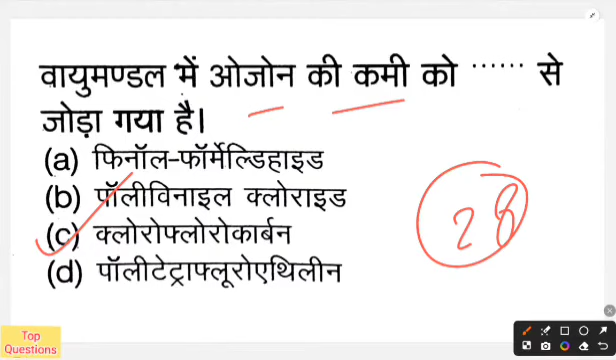 वायुमण्डल में ओजोन की कमी को ...... से
जोड़ा गया है।
(a) फिनॉल-फॉर्मेल्डिहाइड
(b) पॉलीविनाइल क्लोराइड
(c) क्लोरोफ्लोरोकार्बन
(d) पॉलीटेट्राफ्लूरोएथिलीन
28
Top
Questions